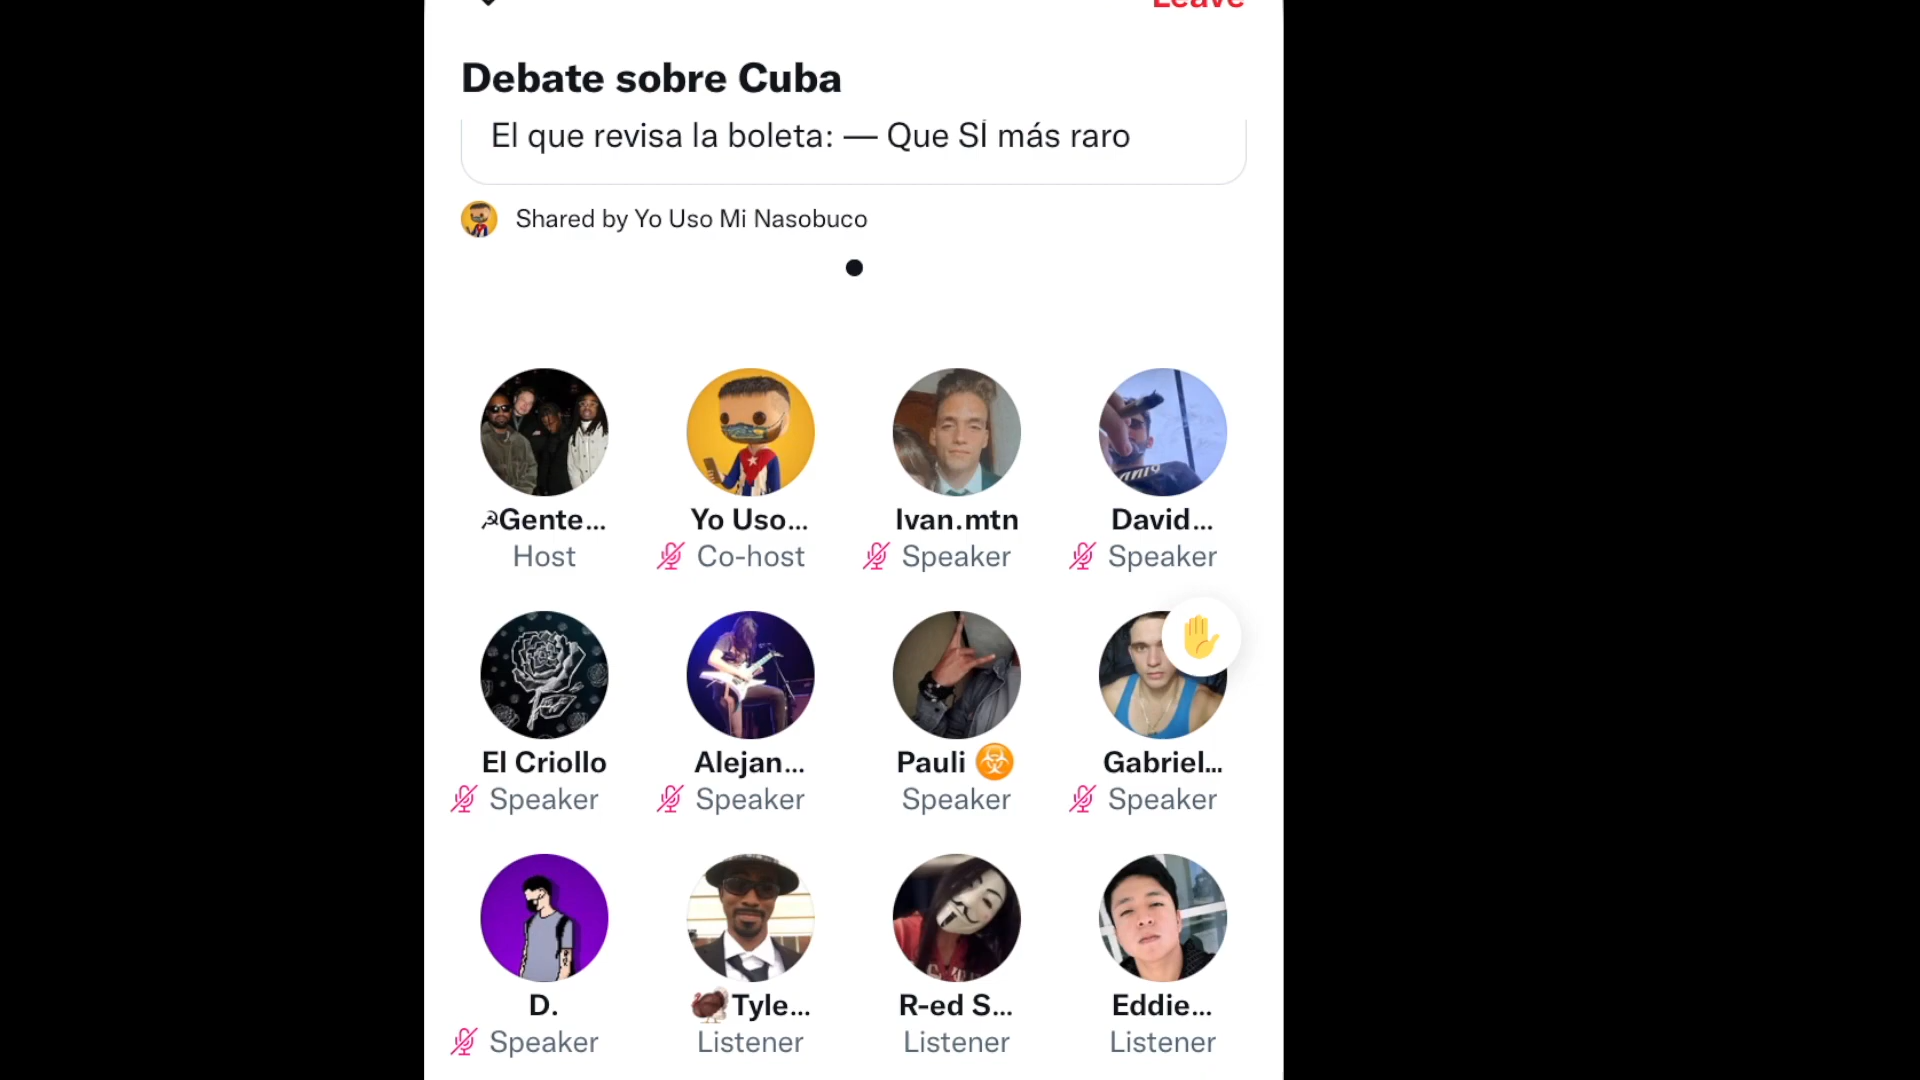 Leave
Debate sobre Cuba
El que revisa la boleta: — Que SÍ más raro
Shared by Yo Uso Mi Nasobuco
☭Gente... Yo Uso... Ivan.mtn David...
Host Co-host Speaker Speaker
El Criollo Alejan... Pauli ☣ Gabriel...
Speaker Speaker Speaker Speaker
D. 🦃Tyle... R-ed S... Eddie...
Speaker Listener Listener Listener